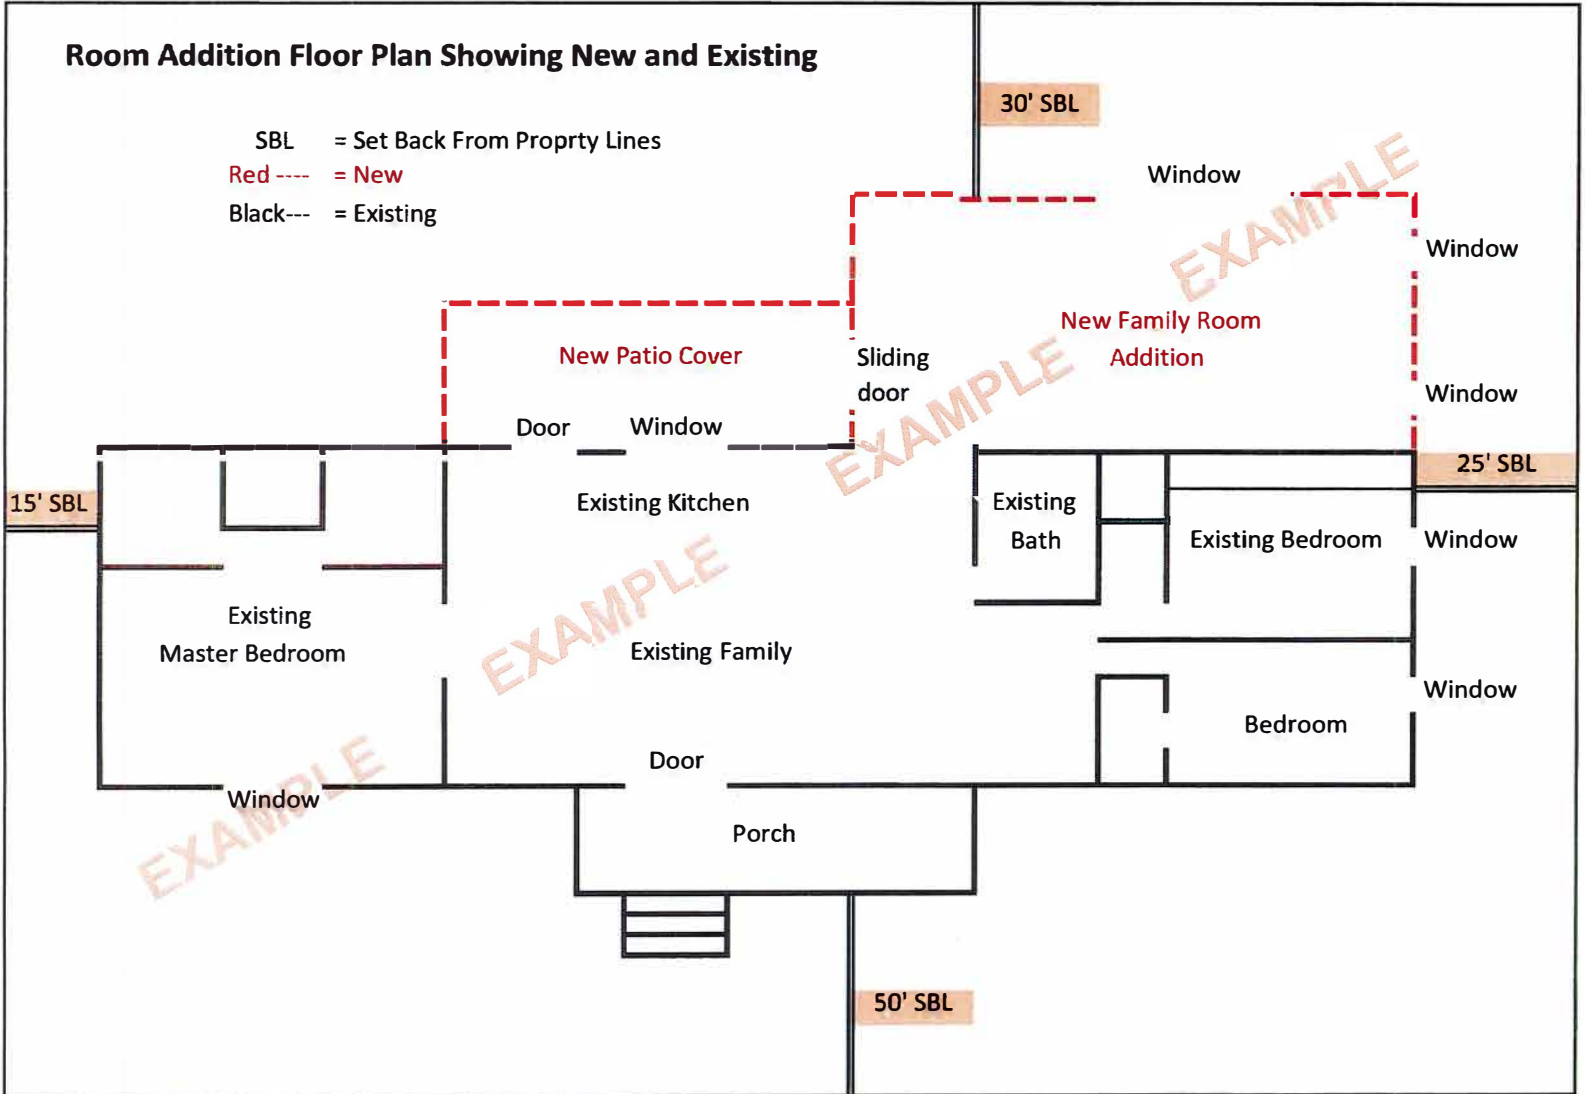 Room Addition Floor Plan Showing New and Existing
SBL = Set Back From Proprty Lines
Red ---- = New
Black--- = Existing
30' SBL
Window
EXAMPLE
Window
New Family Room
Addition
New Patio Cover
Sliding
door
Window
EXAMPLE
Door
Window
25' SBL
15' SBL
Existing Kitchen
Existing
Bath
Existing Bedroom
Window
EXAMPLE
Existing
Master Bedroom
Existing Family
Window
Bedroom
Door
Window
EXAMPLE
Porch
50' SBL